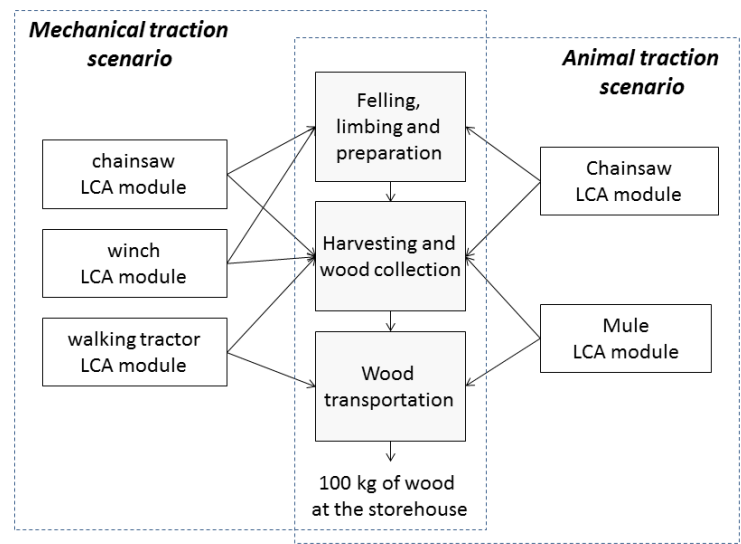 Mechanical traction
scenario
Animal traction
scenario
Felling,
limbing and
preparation
chainsaw
LCA module
Chainsaw
LCA module
winch
LCA module
Harvesting and
wood collection
walking tractor
LCA module
Mule
LCA module
Wood
transportation
100 kg of wood
at the storehouse